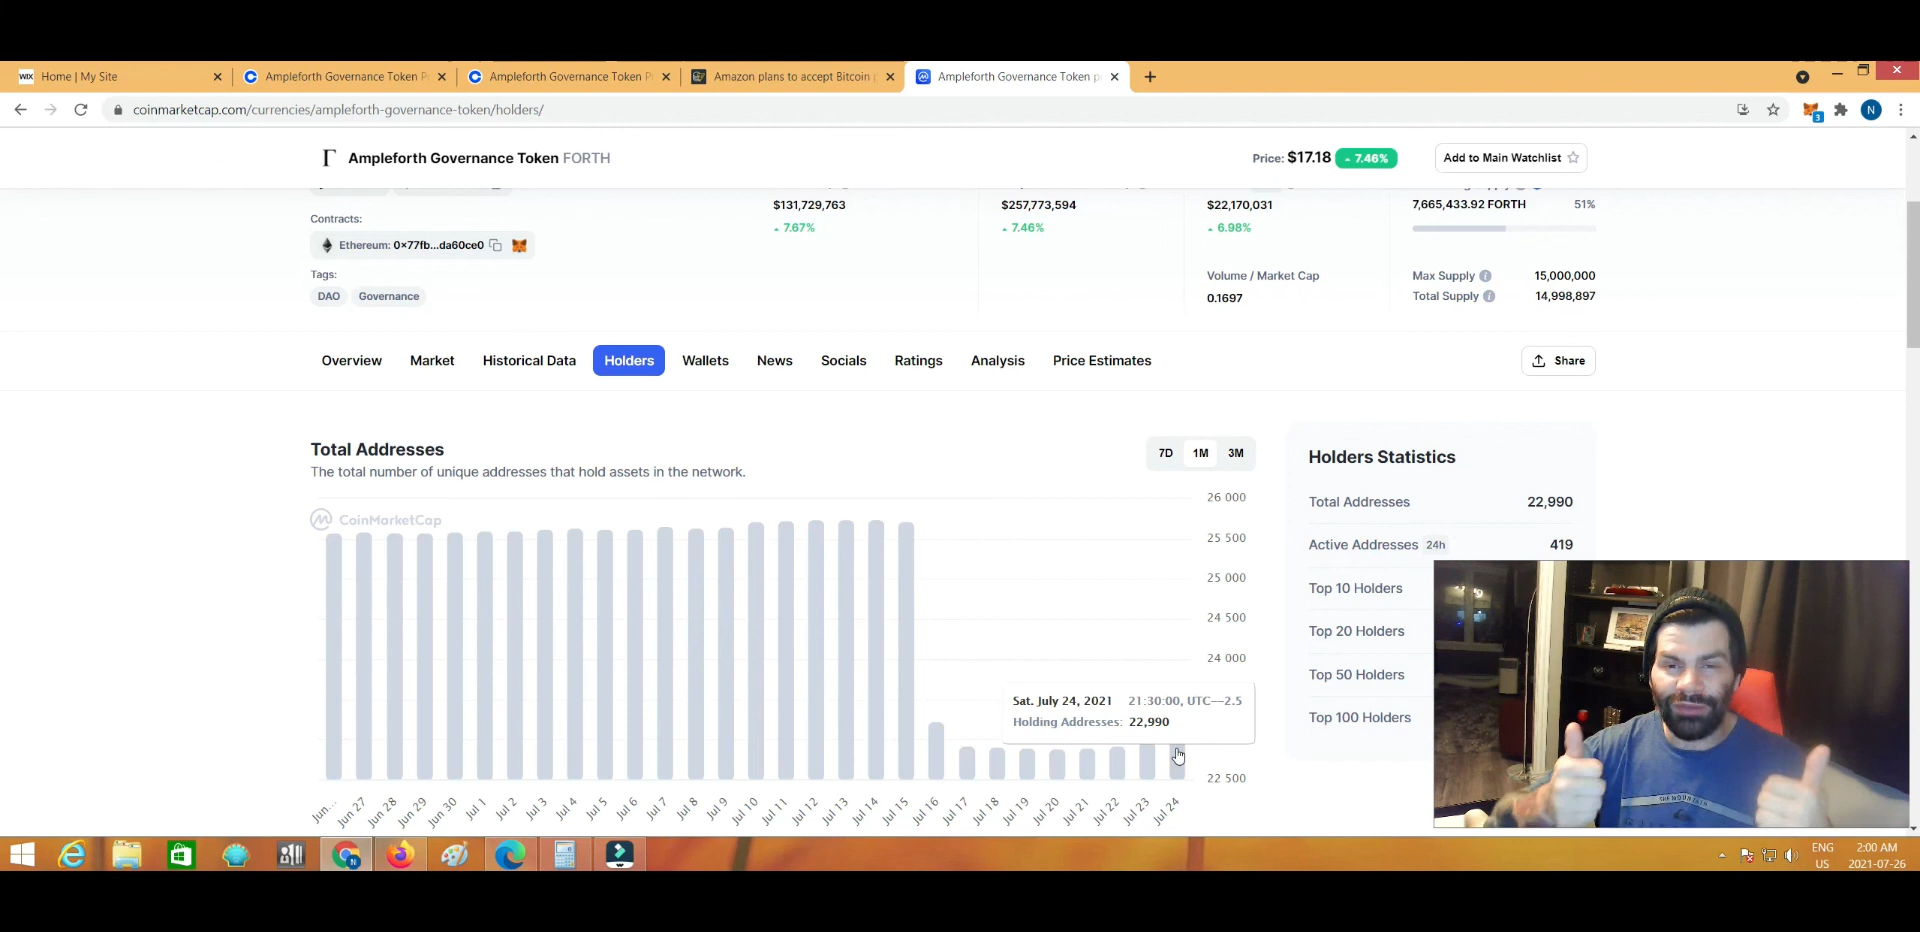 WIX Home | My Site
Ampleforth Governance Token P
Ampleforth Governance Token P
Amazon plans to accept Bitcoin p
Ampleforth Governance Token p
coinmarketcap.com/currencies/ampleforth-governance-token/holders/
3
N
Ampleforth Governance Token FORTH
Price: $17.18 7.46%
Add to Main Watchlist
Contracts:
Ethereum: 0x77fb...da60ce0
Tags:
DAO Governance
$131,729,763
7.67%
$257,773,594
7.46%
$22,170,031
6.98%
Volume / Market Cap
0.1697
7,665,433.92 FORTH 51%
Max Supply 15,000,000
Total Supply 14,998,897
Overview Market Historical Data Holders Wallets News Socials Ratings Analysis Price Estimates
Share
Total Addresses
The total number of unique addresses that hold assets in the network.
7D 1M 3M
CoinMarketCap
26 000
25 500
25 000
24 500
24 000
22 500
Sat. July 24, 2021 21:30:00, UTC—2.5
Holding Addresses: 22,990
Jun... Jun 27 Jun 28 Jun 29 Jun 30 Jul 1 Jul 2 Jul 3 Jul 4 Jul 5 Jul 6 Jul 7 Jul 8 Jul 9 Jul 10 Jul 11 Jul 12 Jul 13 Jul 14 Jul 15 Jul 16 Jul 17 Jul 18 Jul 19 Jul 20 Jul 21 Jul 22 Jul 23 Jul 24
Holders Statistics
Total Addresses 22,990
Active Addresses 24h 419
Top 10 Holders
Top 20 Holders
Top 50 Holders
Top 100 Holders
THE MOUNTAIN
ENG
US
2:00 AM
2021-07-26